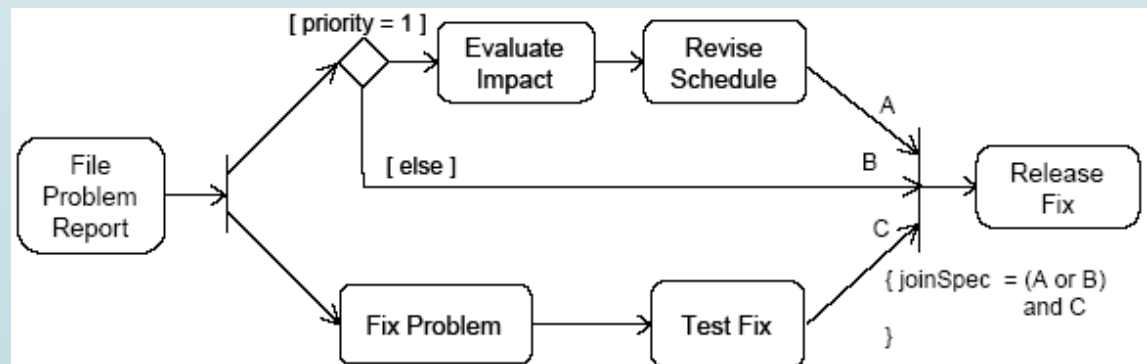 [ priority = 1 ]
Evaluate
Impact
Revise
Schedule
A
File
Problem
Report
[ else ]
B
Release
Fix
C
Fix Problem
Test Fix
{ joinSpec = (A or B)
and C
}